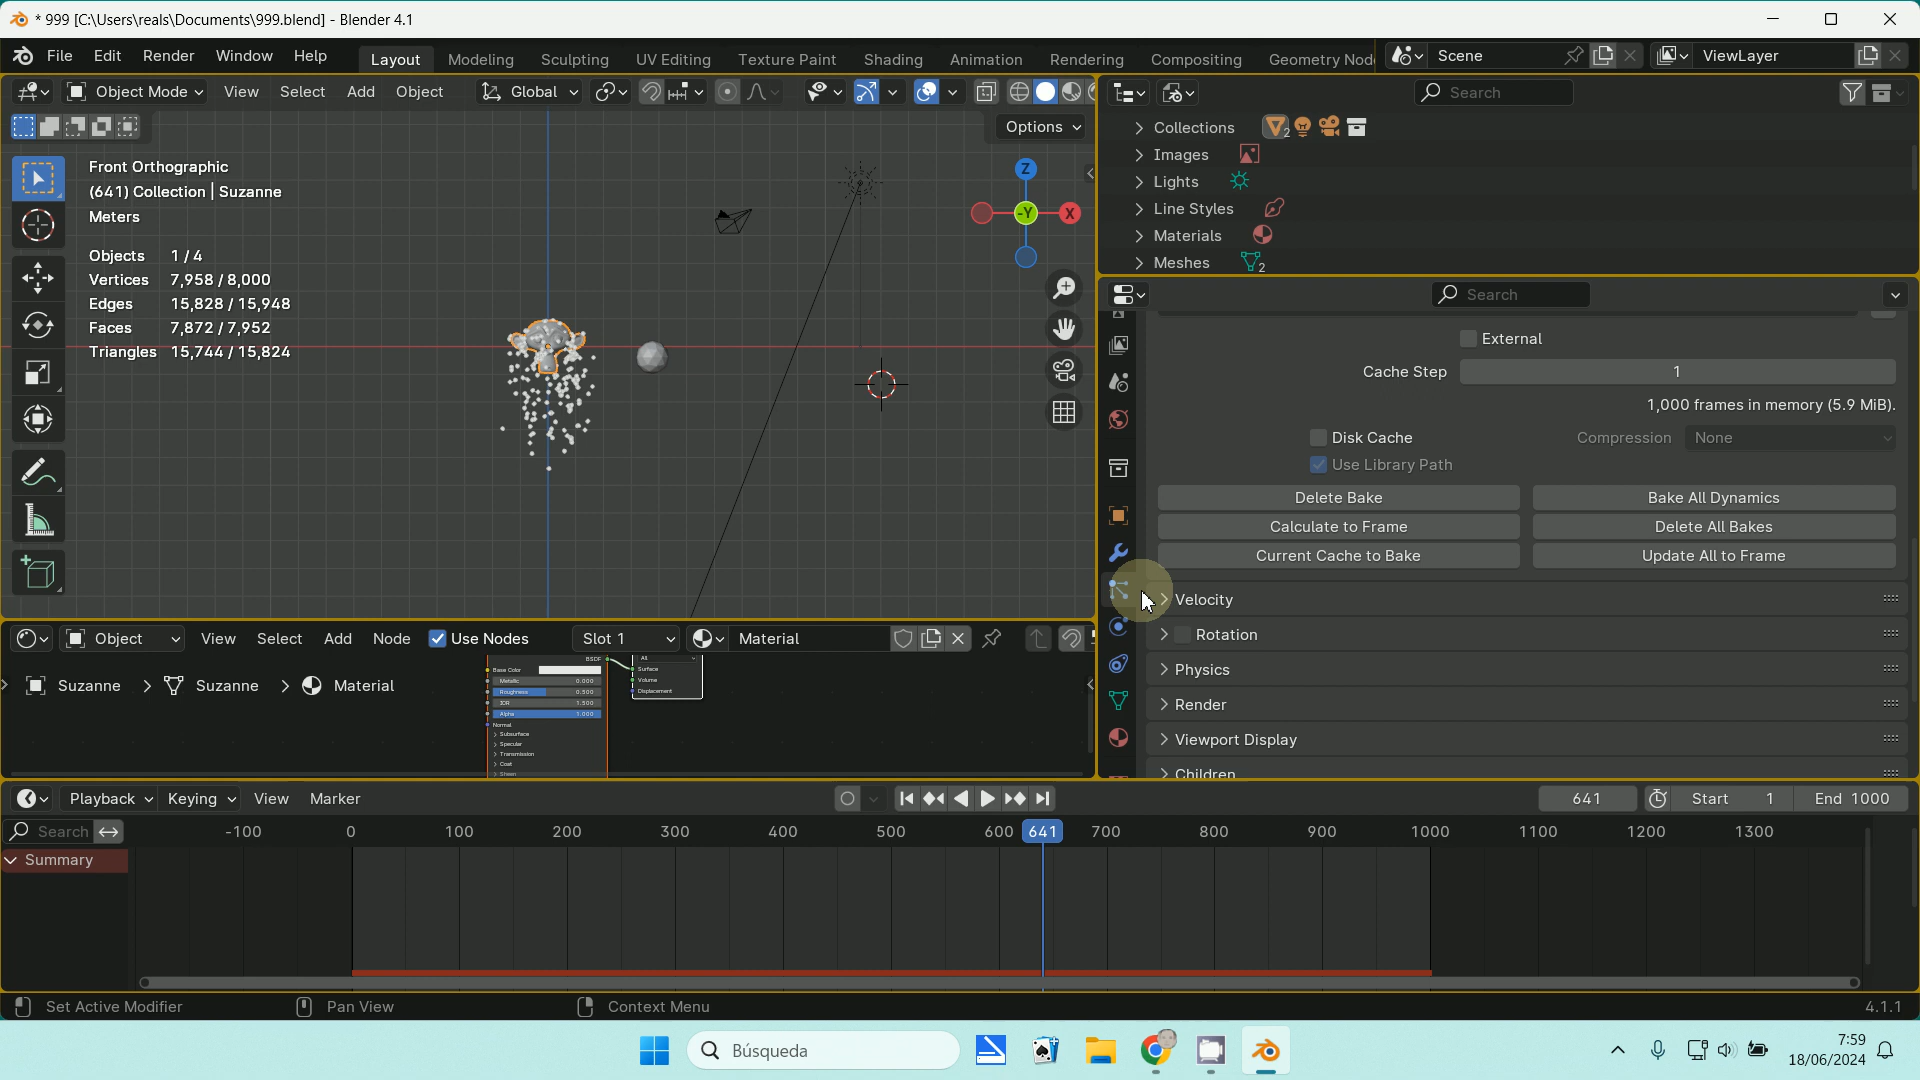 * 999 [C:\Users\reals\Documents\999.blend] - Blender 4.1
File Edit Render Window Help Layout Modeling Sculpting UV Editing Texture Paint Shading Animation Rendering Compositing Geometry Nod Scene ViewLayer
Object Mode View Select Add Object Global
Search
Options
Front Orthographic
(641) Collection | Suzanne
Meters
Objects 1/4
Vertices 7,958 / 8,000
Edges 15,828 / 15,948
Faces 7,872 / 7,952
Triangles 15,744 / 15,824
Z
-Y
X
Collections 2
Images
Lights
Line Styles
Materials
Meshes 2
Search
External
Cache Step 1
1,000 frames in memory (5.9 MiB).
Disk Cache Compression None
Use Library Path
Delete Bake Bake All Dynamics
Calculate to Frame Delete All Bakes
Current Cache to Bake Update All to Frame
Velocity
Rotation
Physics
Render
Viewport Display
Children
Object View Select Add Node Use Nodes Slot 1 Material
Suzanne Suzanne Material
BSDF
Base Color
Metallic 0.000
Roughness 0.500
IOR 1.500
Alpha 1.000
Normal
Subsurface
Specular
Transmission
Coat
Sheen
All
Surface
Volume
Displacement
Playback Keying View Marker 641 Start 1 End 1000
Search -100 0 100 200 300 400 500 600 641 700 800 900 1000 1100 1200 1300
Summary
Set Active Modifier Pan View Context Menu 4.1.1
Búsqueda
7:59
18/06/2024